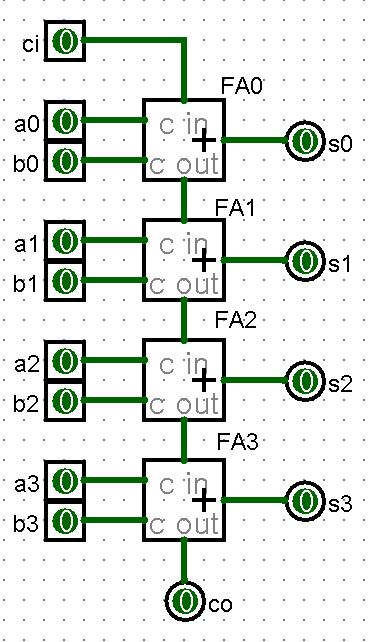 ci 0
FA0
a0 0 c in
+ 0 s0
b0 0 c out
FA1
a1 0 c in
+ 0 s1
b1 0 c out
FA2
a2 0 c in
+ 0 s2
b2 0 c out
FA3
a3 0 c in
+ 0 s3
b3 0 c out
0 co